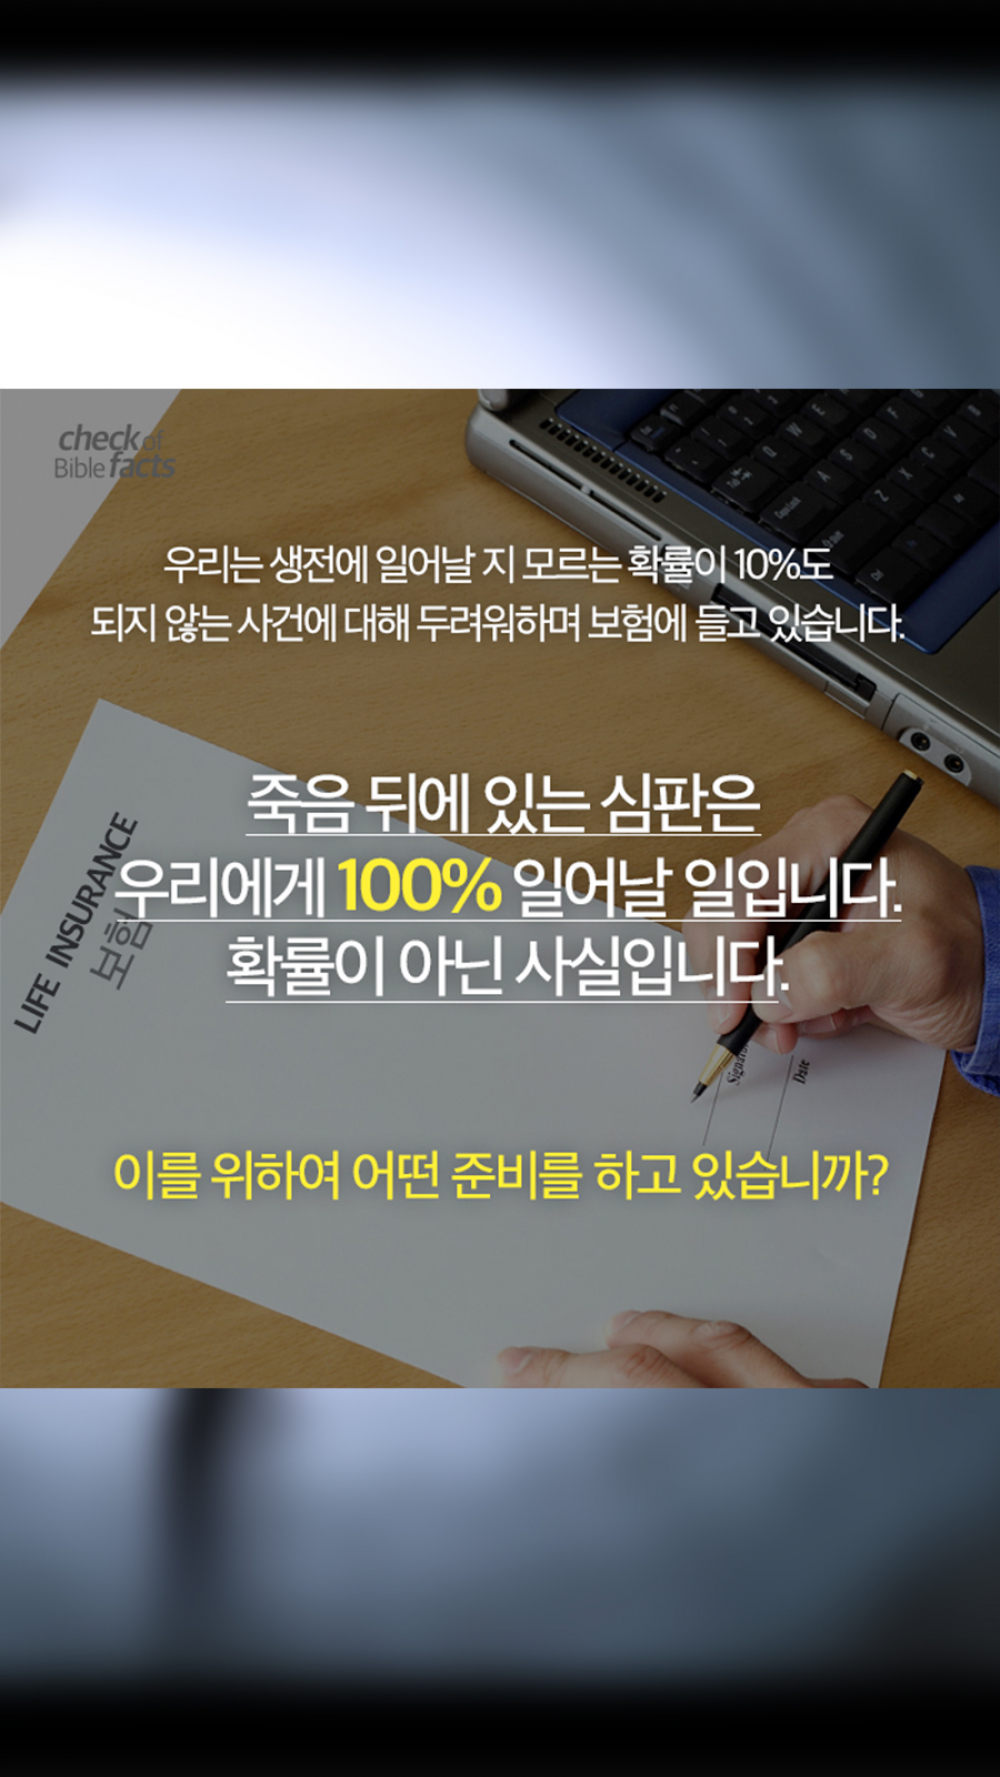 check of
Bible facts
우리는 생전에 일어날 지 모르는 확률이 10%도
되지 않는 사건에 대해 두려워하며 보험에 들고 있습니다.
죽음 뒤에 있는 심판은
우리에게 100% 일어날 일입니다.
확률이 아닌 사실입니다.
LIFE INSURANCE
보험
Date
이를 위하여 어떤 준비를 하고 있습니까?